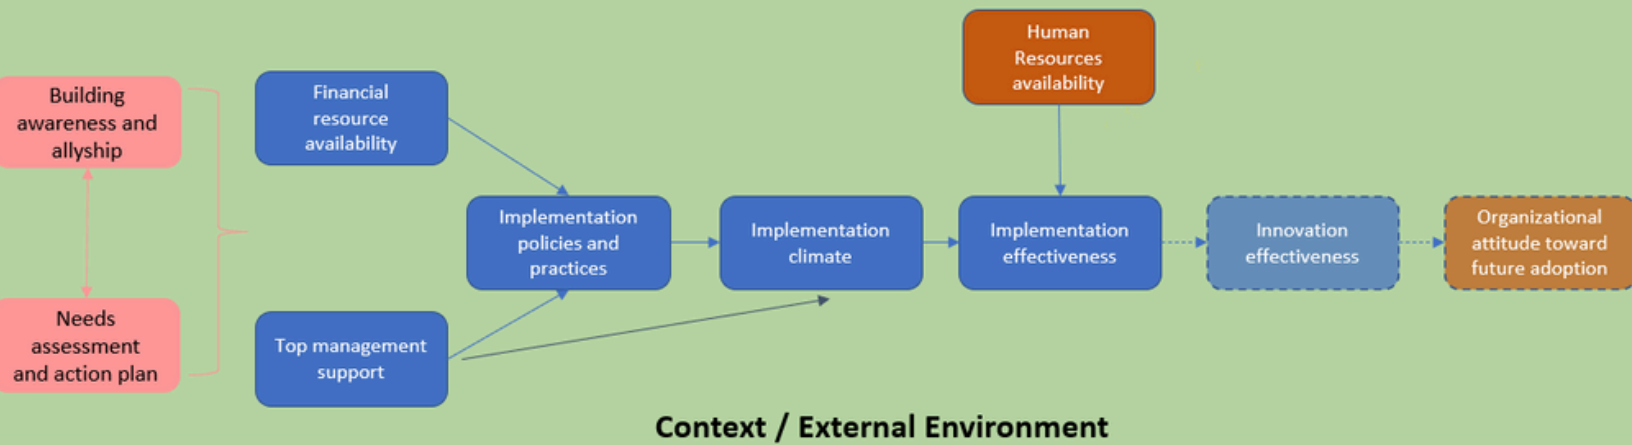 Building
awareness and
allyship
Needs
assessment
and action plan
Financial
resource
availability
Top management
support
Implementation
policies and
practices
Implementation
climate
Human
Resources
availability
Implementation
effectiveness
Innovation
effectiveness
Organizational
attitude toward
future adoption
Context / External Environment